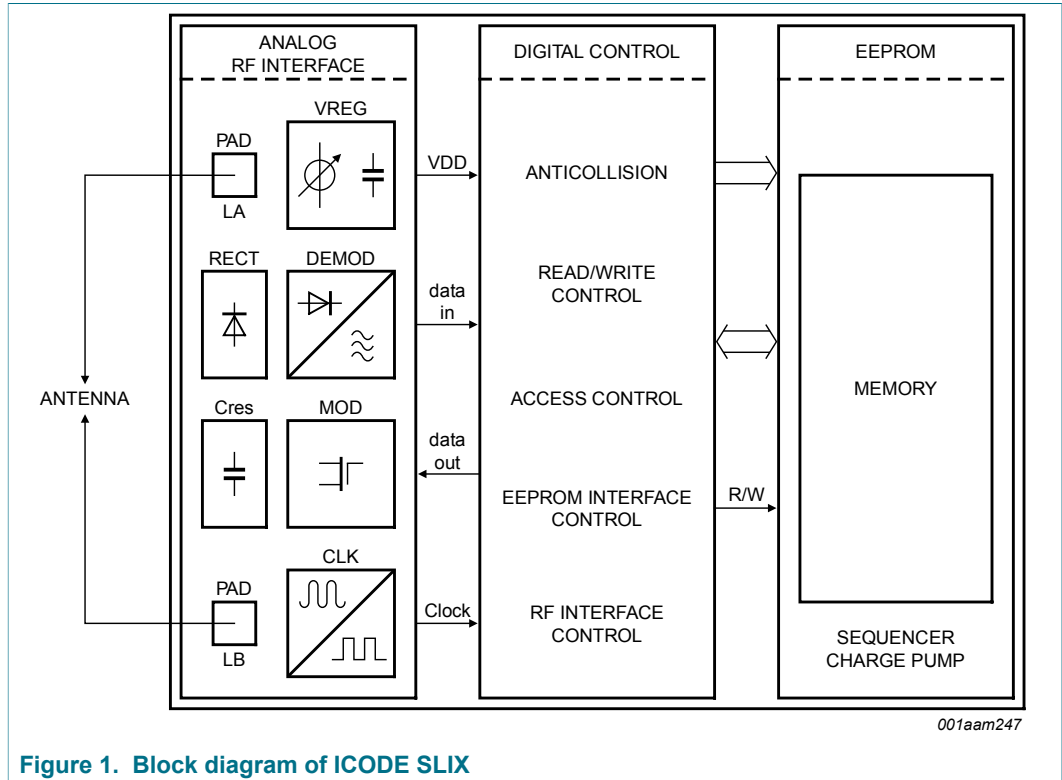 ANALOG
RF INTERFACE
VREG
PAD
LA
RECT
DEMOD
Cres
MOD
CLK
PAD
LB
ANTENNA
VDD
data
in
data
out
Clock
DIGITAL CONTROL
ANTICOLLISION
READ/WRITE
CONTROL
ACCESS CONTROL
EEPROM INTERFACE
CONTROL
RF INTERFACE
CONTROL
R/W
EEPROM
MEMORY
SEQUENCER
CHARGE PUMP
001aam247
Figure 1. Block diagram of ICODE SLIX